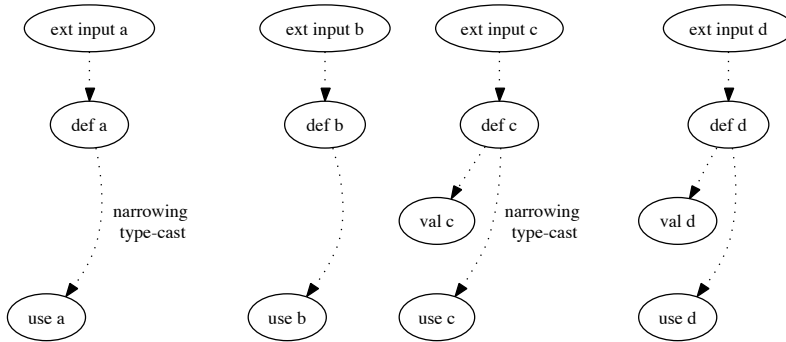 ext input a
ext input b
ext input c
ext input d
def a
def b
def c
def d
narrowing
type-cast
val c
narrowing
type-cast
val d
use a
use b
use c
use d